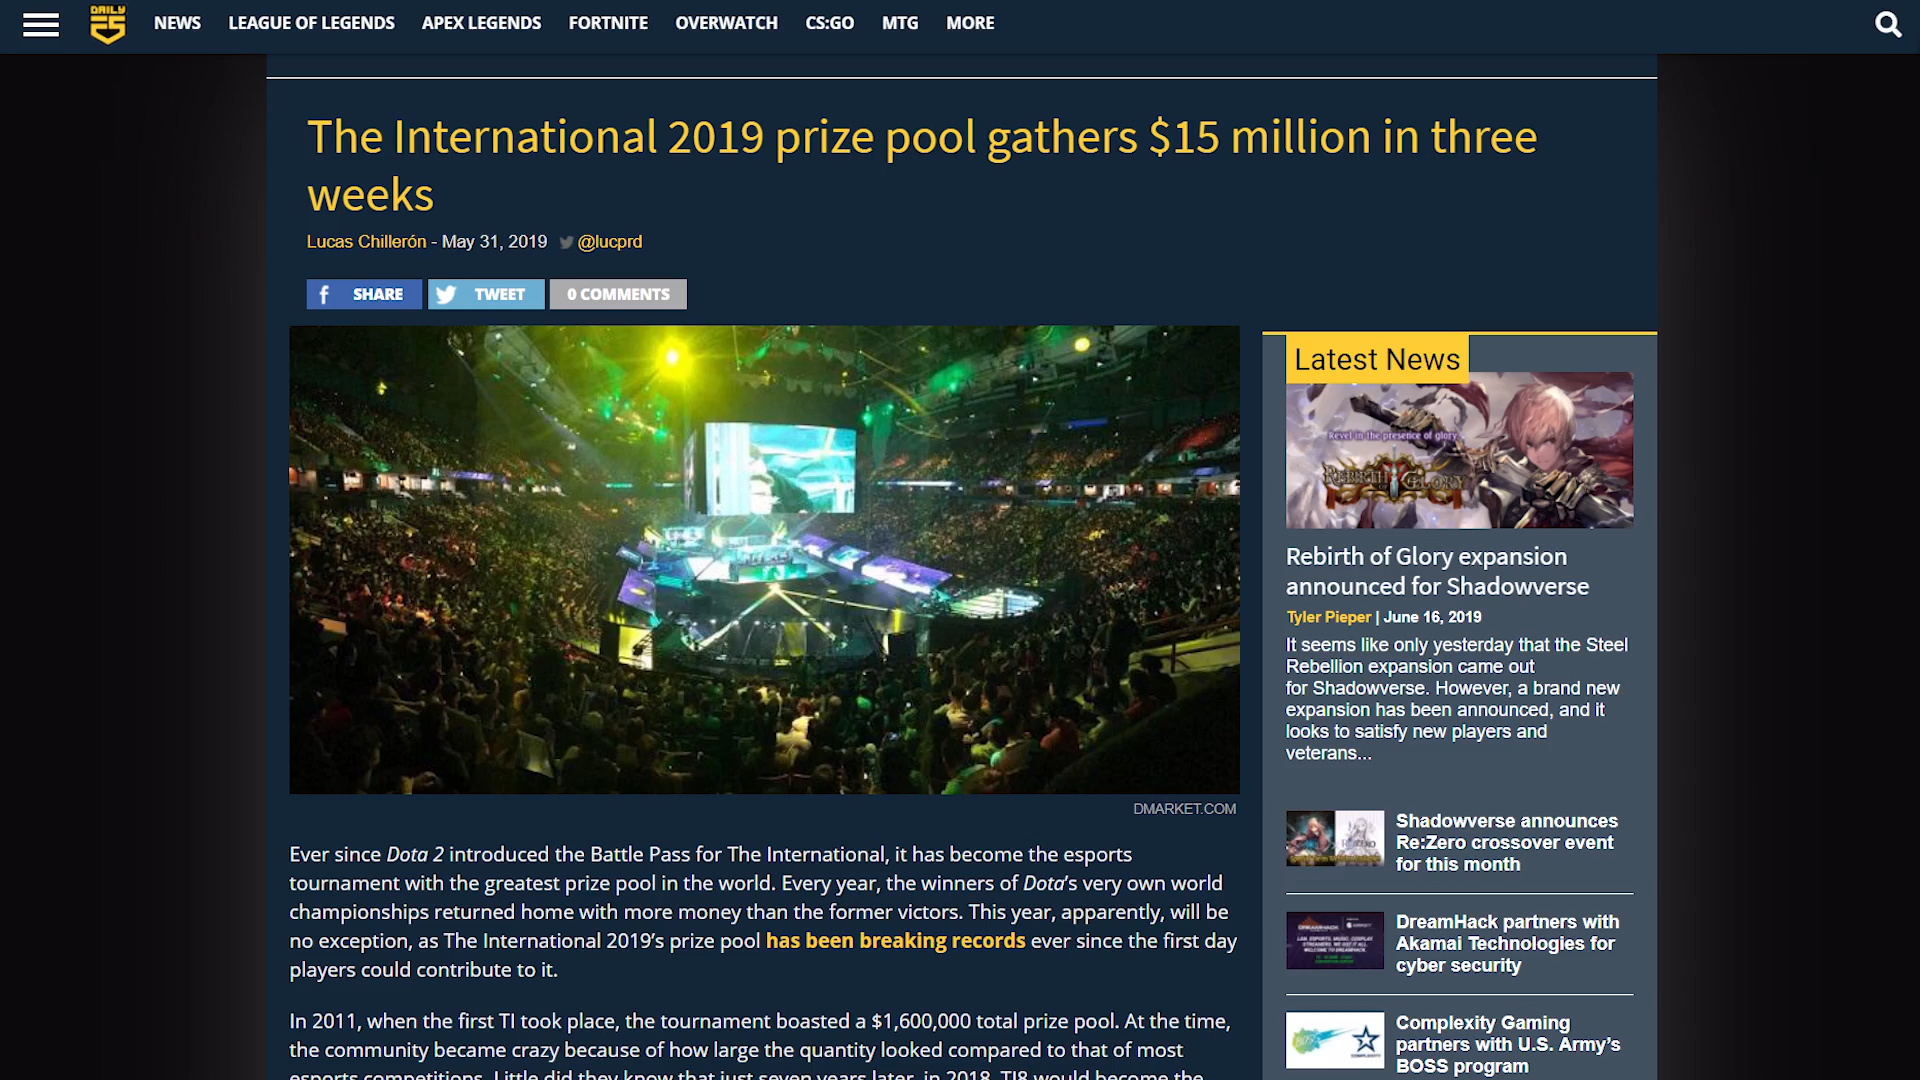 DAILY
NEWS LEAGUE OF LEGENDS APEX LEGENDS FORTNITE OVERWATCH CS:GO MTG MORE
The International 2019 prize pool gathers $15 million in three
weeks
Lucas Chillerón - May 31, 2019 @lucprd
SHARE TWEET 0 COMMENTS
DMARKET.COM
Ever since Dota 2 introduced the Battle Pass for The International, it has become the esports
tournament with the greatest prize pool in the world. Every year, the winners of Dota's very own world
championships returned home with more money than the former victors. This year, apparently, will be
no exception, as The International 2019's prize pool has been breaking records ever since the first day
players could contribute to it.
In 2011, when the first TI took place, the tournament boasted a $1,600,000 total prize pool. At the time,
the community became crazy because of how large the quantity looked compared to that of most
esports competitions. Little did they know that just seven years later, in 2018, TI8 would become the
Latest News
Revel in the presence of glory
REBIRTH OF GLORY
Rebirth of Glory expansion
announced for Shadowverse
Tyler Pieper | June 16, 2019
It seems like only yesterday that the Steel
Rebellion expansion came out
for Shadowverse. However, a brand new
expansion has been announced, and it
looks to satisfy new players and
veterans...
Shadowverse announces
Re:Zero crossover event
for this month
DreamHack partners with
Akamai Technologies for
cyber security
Complexity Gaming
partners with U.S. Army's
BOSS program